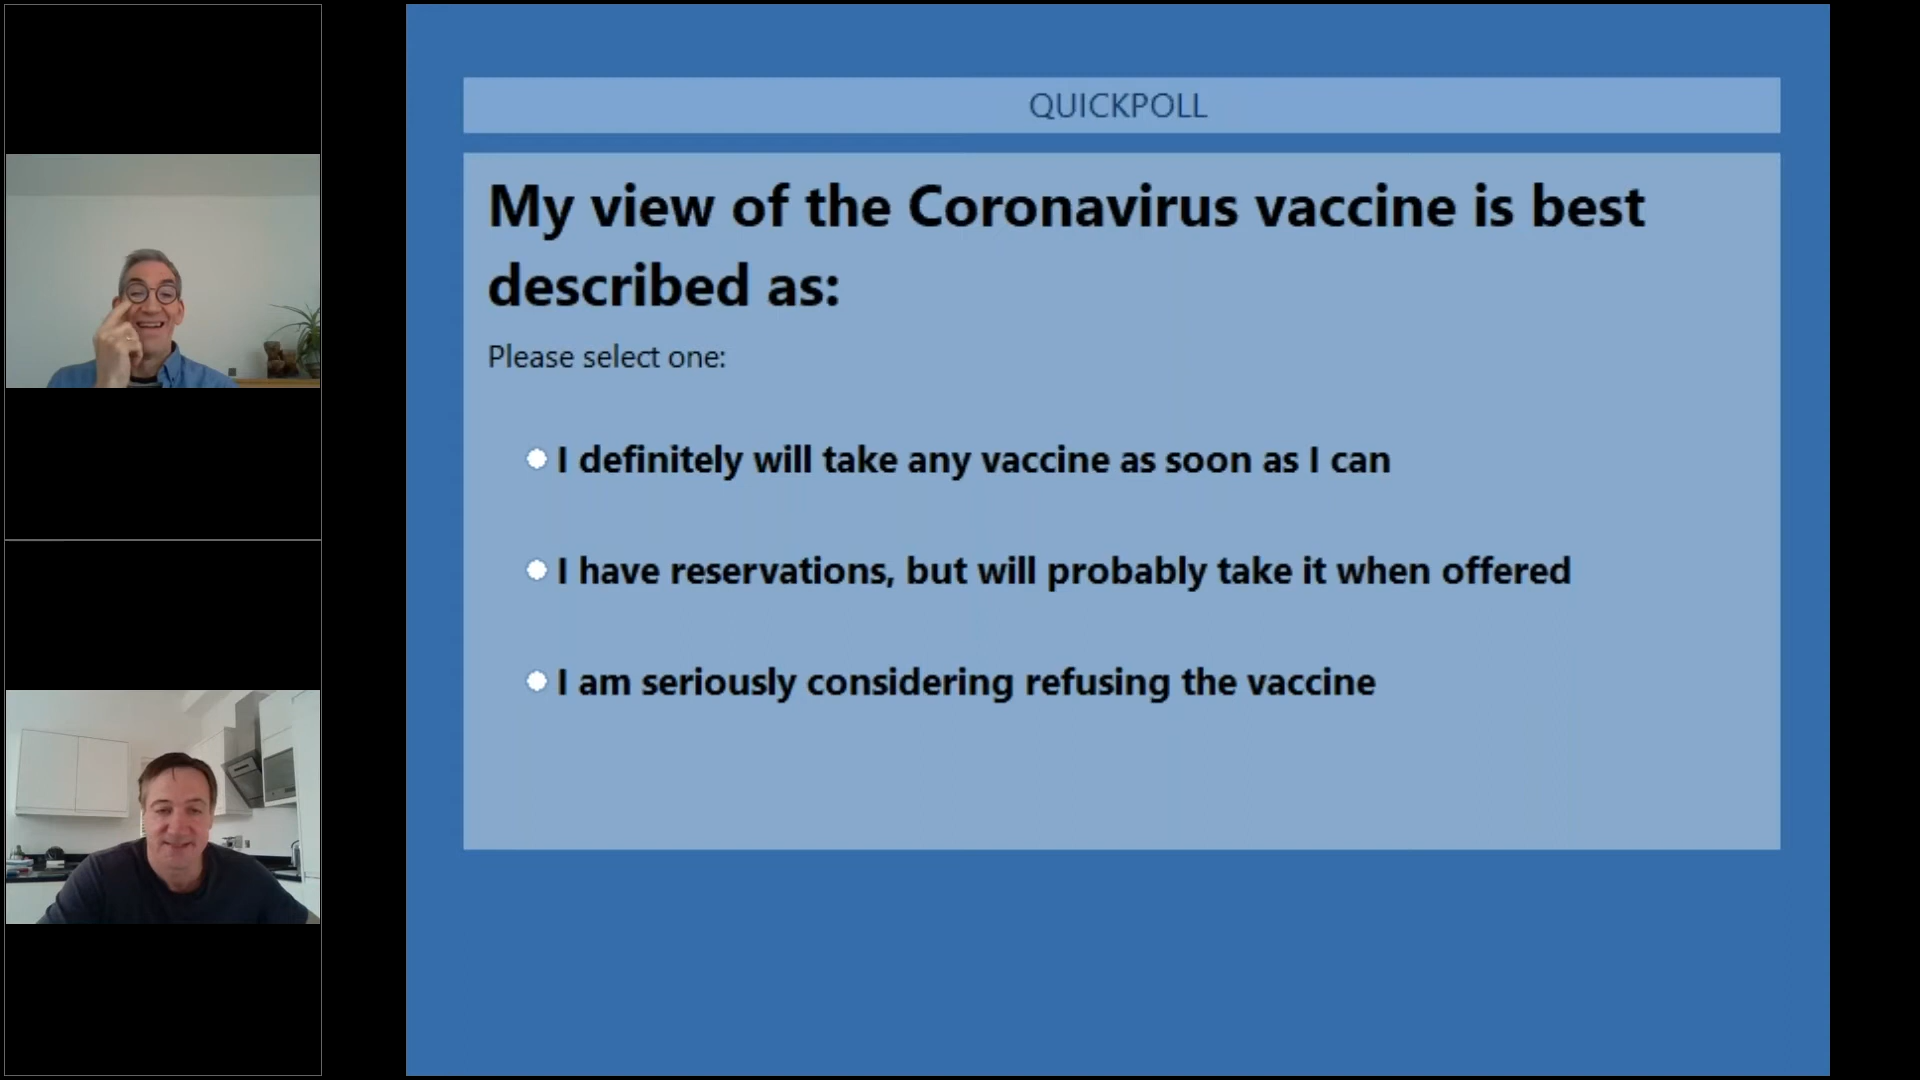 QUICKPOLL
My view of the Coronavirus vaccine is best
described as:
Please select one:
I definitely will take any vaccine as soon as I can
I have reservations, but will probably take it when offered
I am seriously considering refusing the vaccine